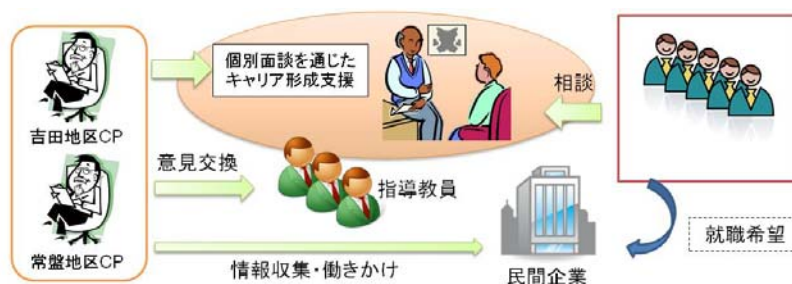 個別面談を通じた
キャリア形成支援
相談
吉田地区CP
意見交換
指導教員
常盤地区CP
情報収集・働きかけ
民間企業
就職希望